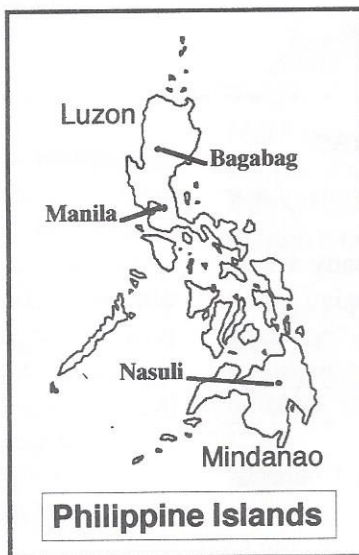 Luzon
Bagabag
Manila
Nasuli
Mindanao
Philippine Islands